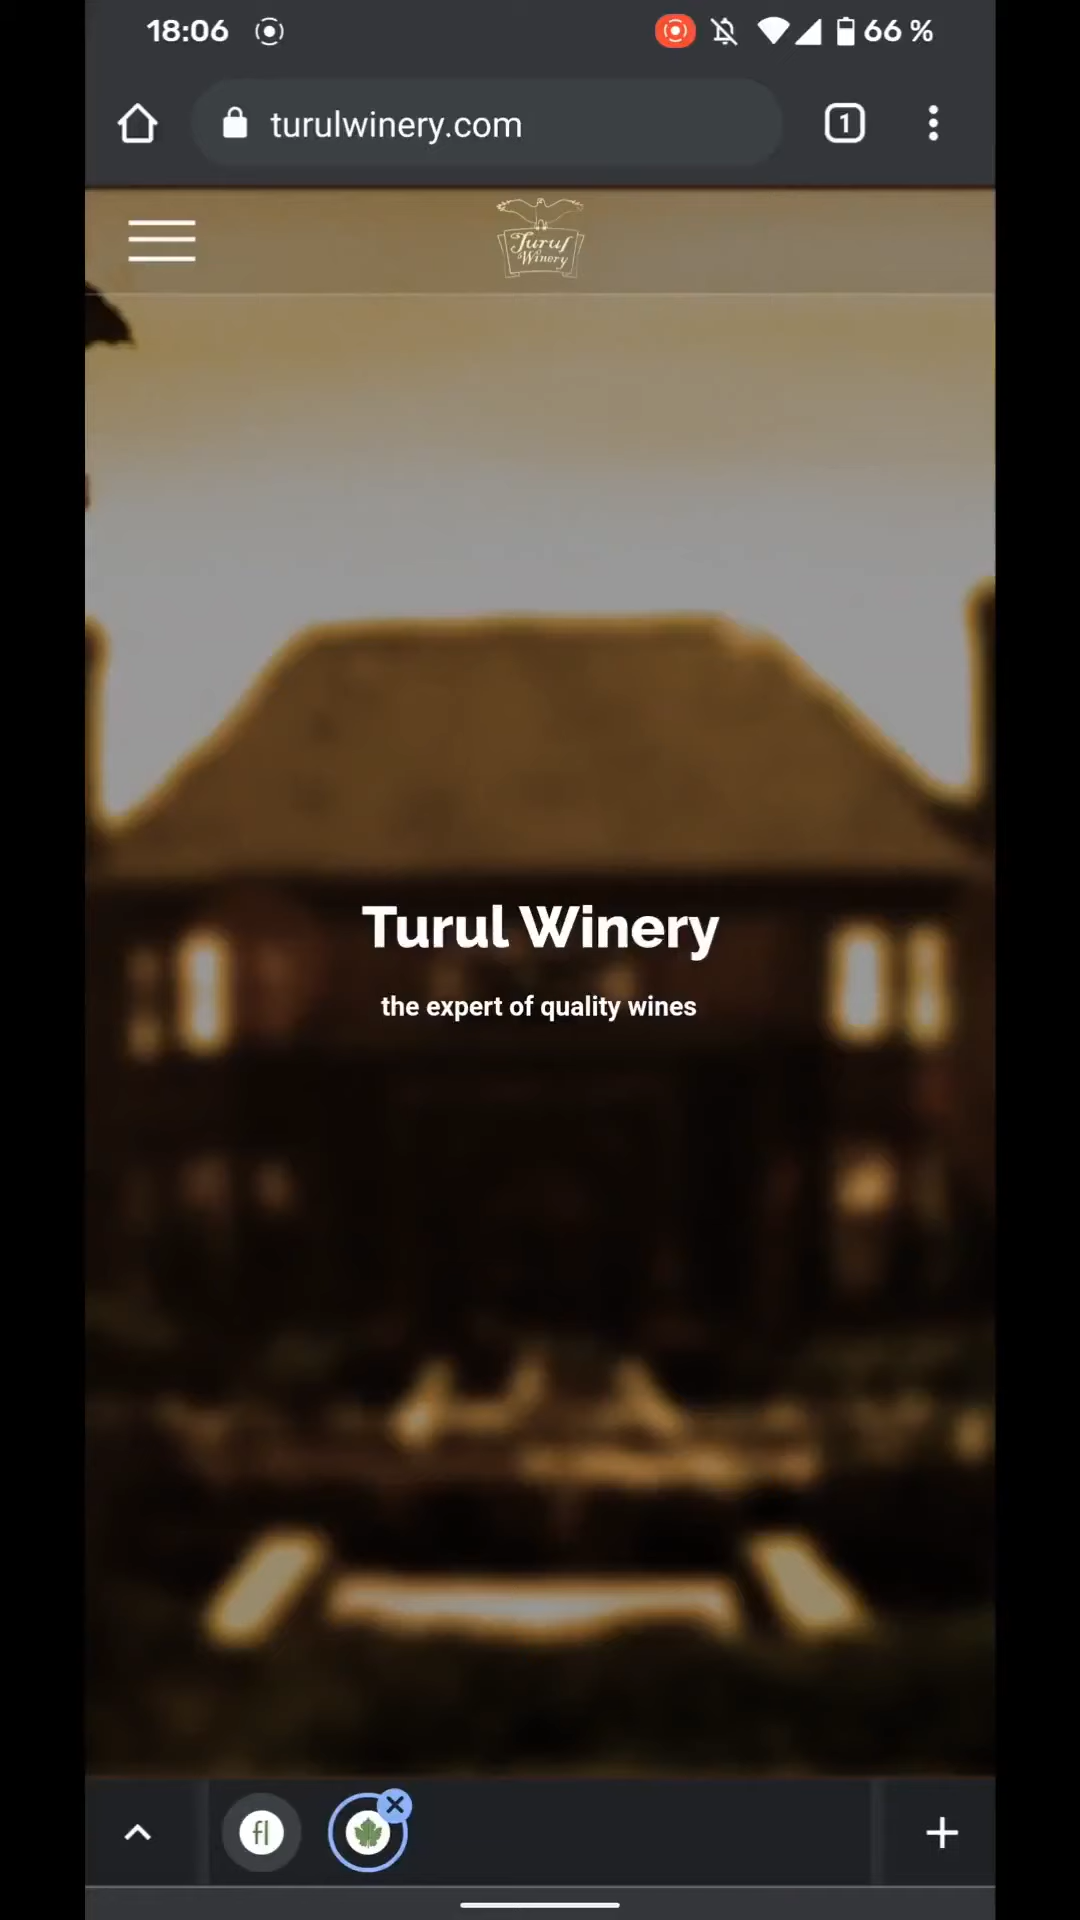 18:06
66 %
turulwinery.com
1
Turul
Winery
Turul Winery
the expert of quality wines
fl